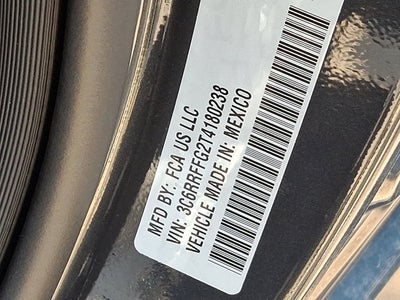 MFD BY: FCA US LLC
VIN: 3C6RRFFG2T4180238
VEHICLE MADE IN: MEXICO